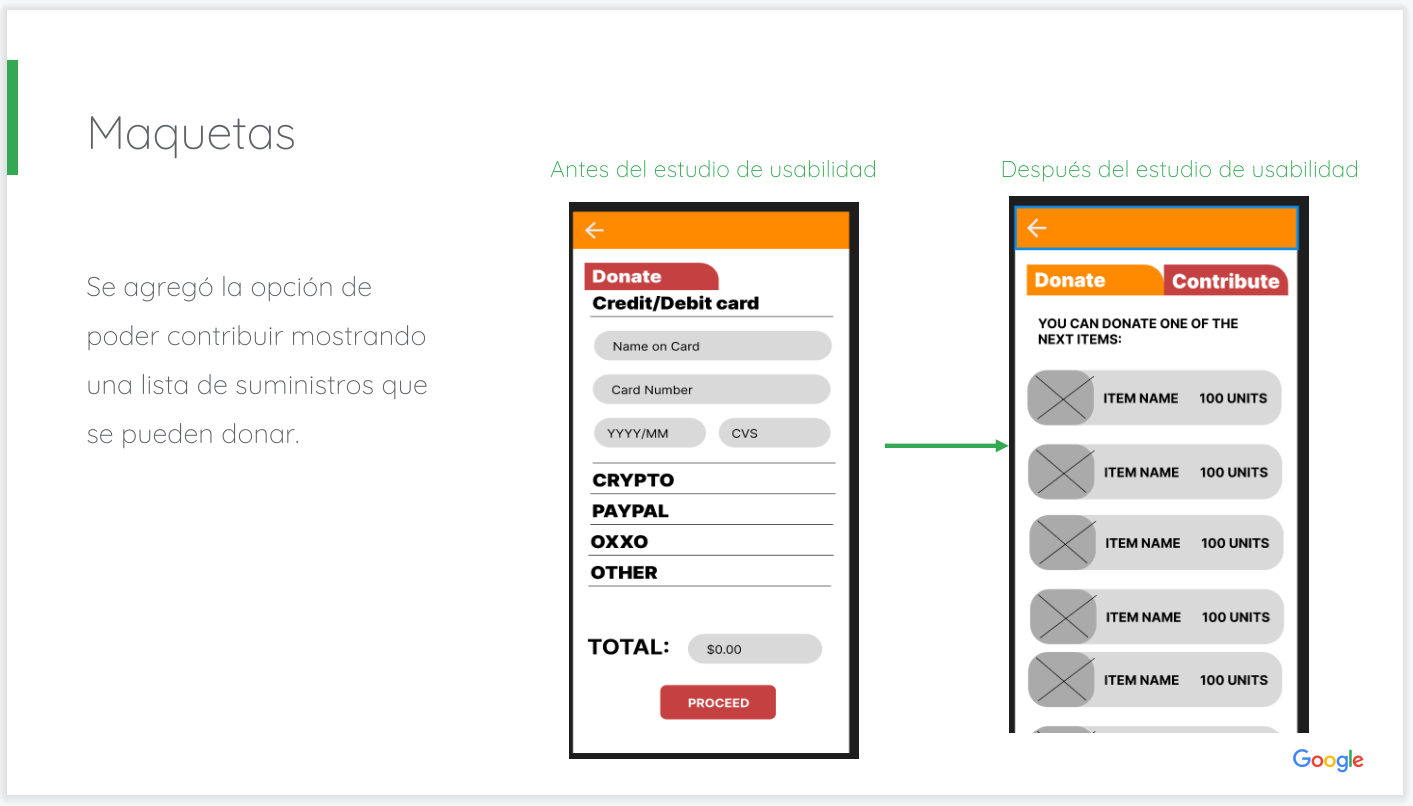 Maquetas
Se agregó la opción de
poder contribuir mostrando
una lista de suministros que
se pueden donar.
Antes del estudio de usabilidad
Donate
Credit/Debit card
Name on Card
Card Number
YYYY/MM CVS
CRYPTO
PAYPAL
OXXO
OTHER
TOTAL: $0.00
PROCEED
Después del estudio de usabilidad
Donate Contribute
YOU CAN DONATE ONE OF THE
NEXT ITEMS:
ITEM NAME 100 UNITS
ITEM NAME 100 UNITS
ITEM NAME 100 UNITS
ITEM NAME 100 UNITS
ITEM NAME 100 UNITS
Google